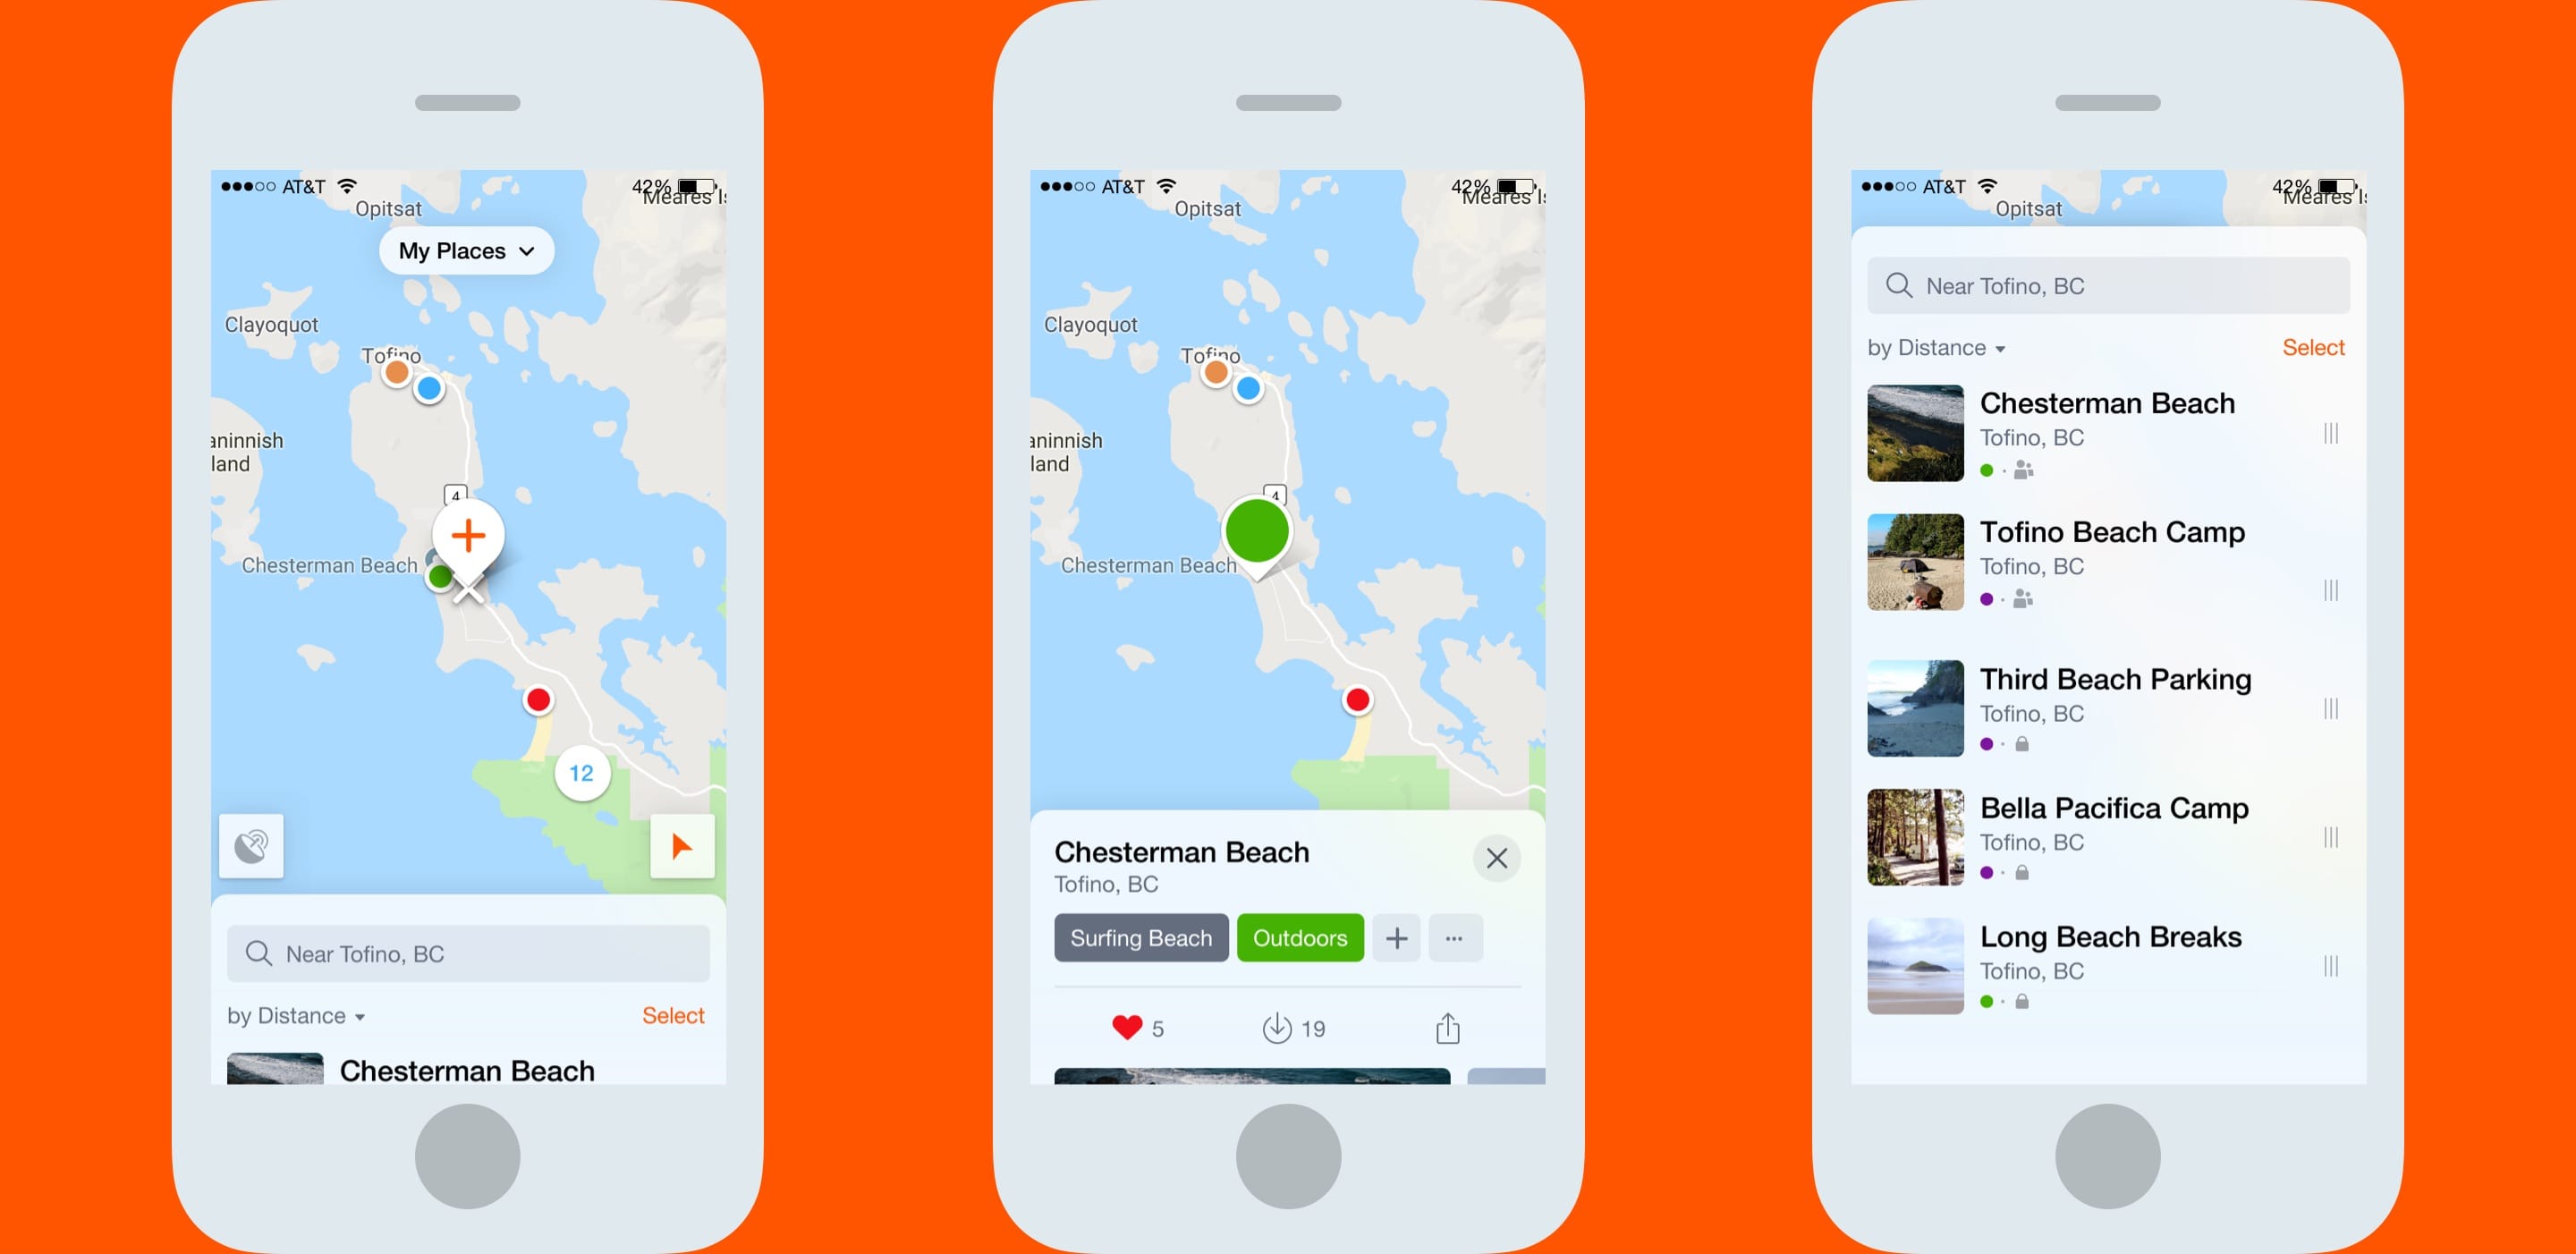 AT&T
42%
Meares Is
Opitsat
My Places
Clayoquot
Tofino
aninnish
land
4
Chesterman Beach
12
Near Tofino, BC
by Distance
Select
Chesterman Beach
AT&T
42%
Meares Is
Opitsat
Clayoquot
Tofino
aninnish
land
4
Chesterman Beach
Chesterman Beach
Tofino, BC
Surfing Beach
Outdoors
5
19
AT&T
42%
Meares Is
Opitsat
Near Tofino, BC
by Distance
Select
Chesterman Beach
Tofino, BC
Tofino Beach Camp
Tofino, BC
Third Beach Parking
Tofino, BC
Bella Pacifica Camp
Tofino, BC
Long Beach Breaks
Tofino, BC